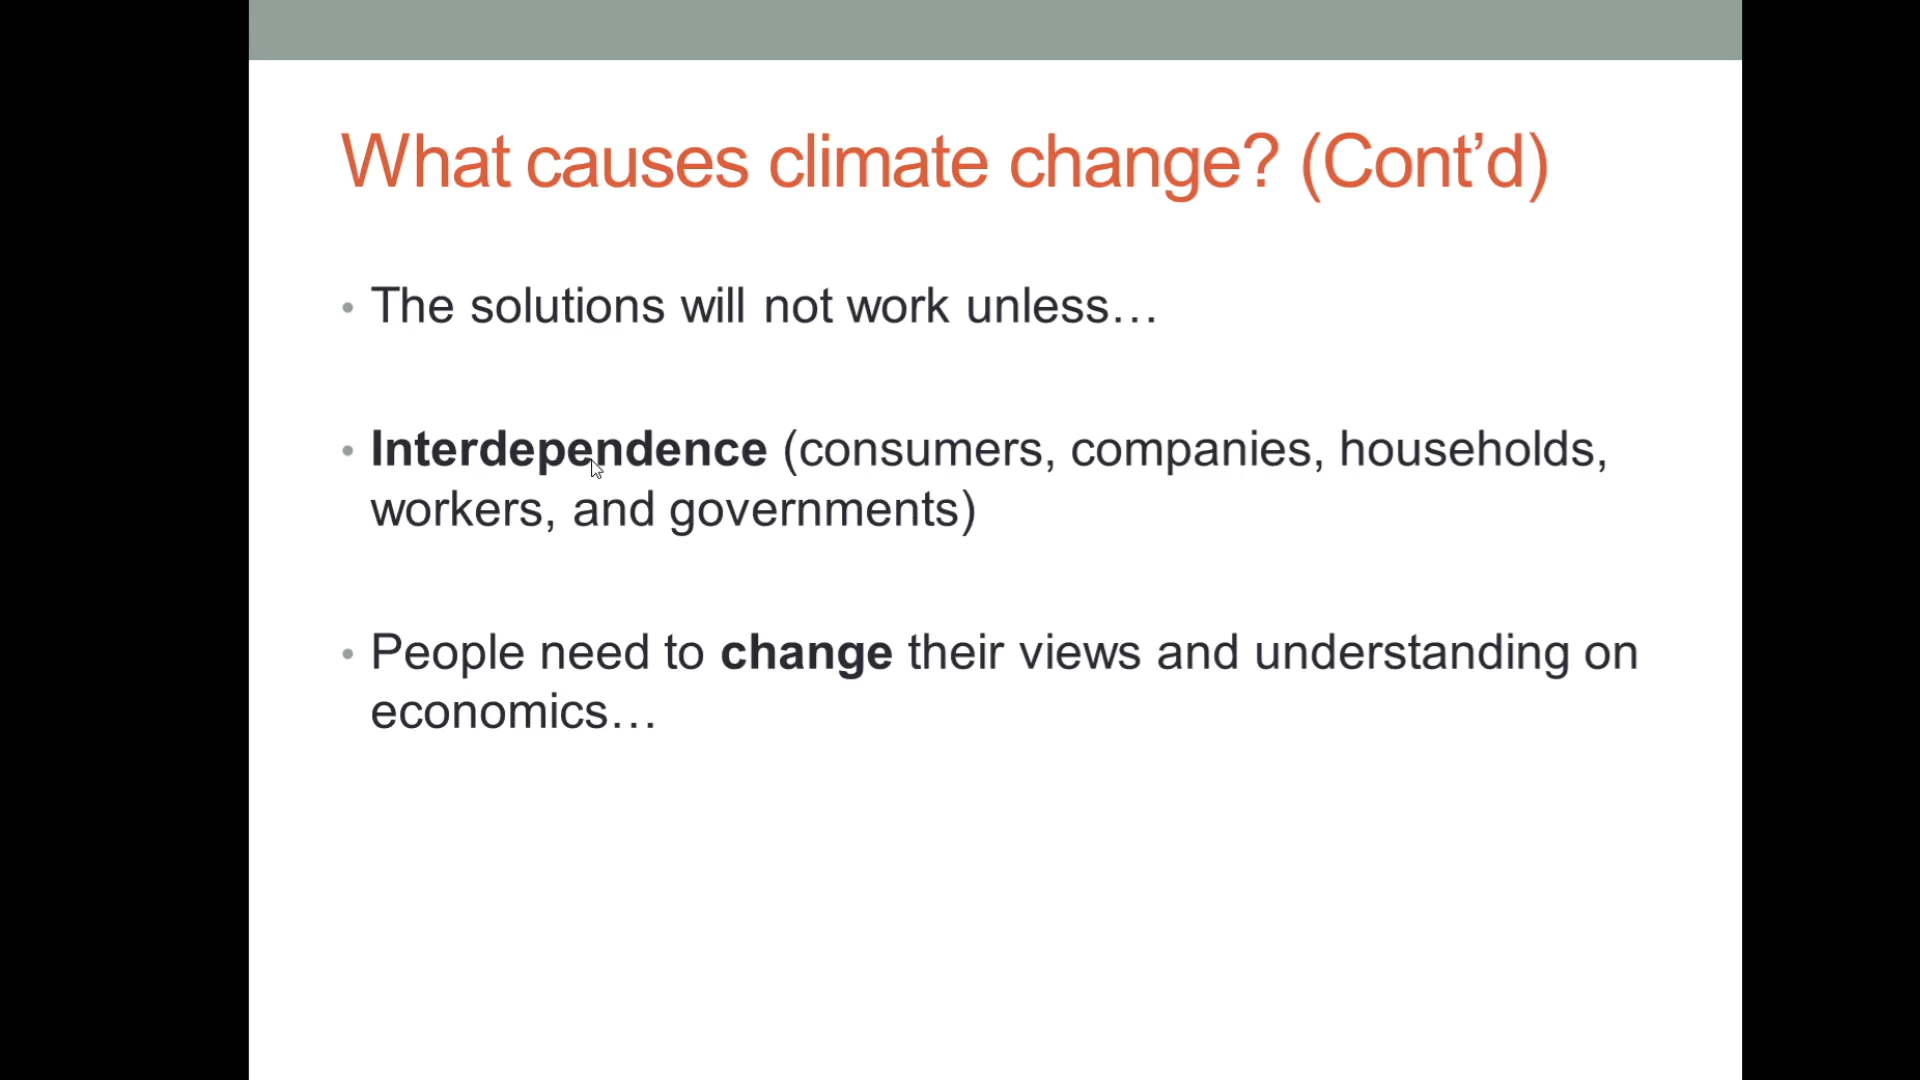 What causes climate change? (Cont’d)
• The solutions will not work unless…
• Interdependence (consumers, companies, households,
workers, and governments)
• People need to change their views and understanding on
economics…